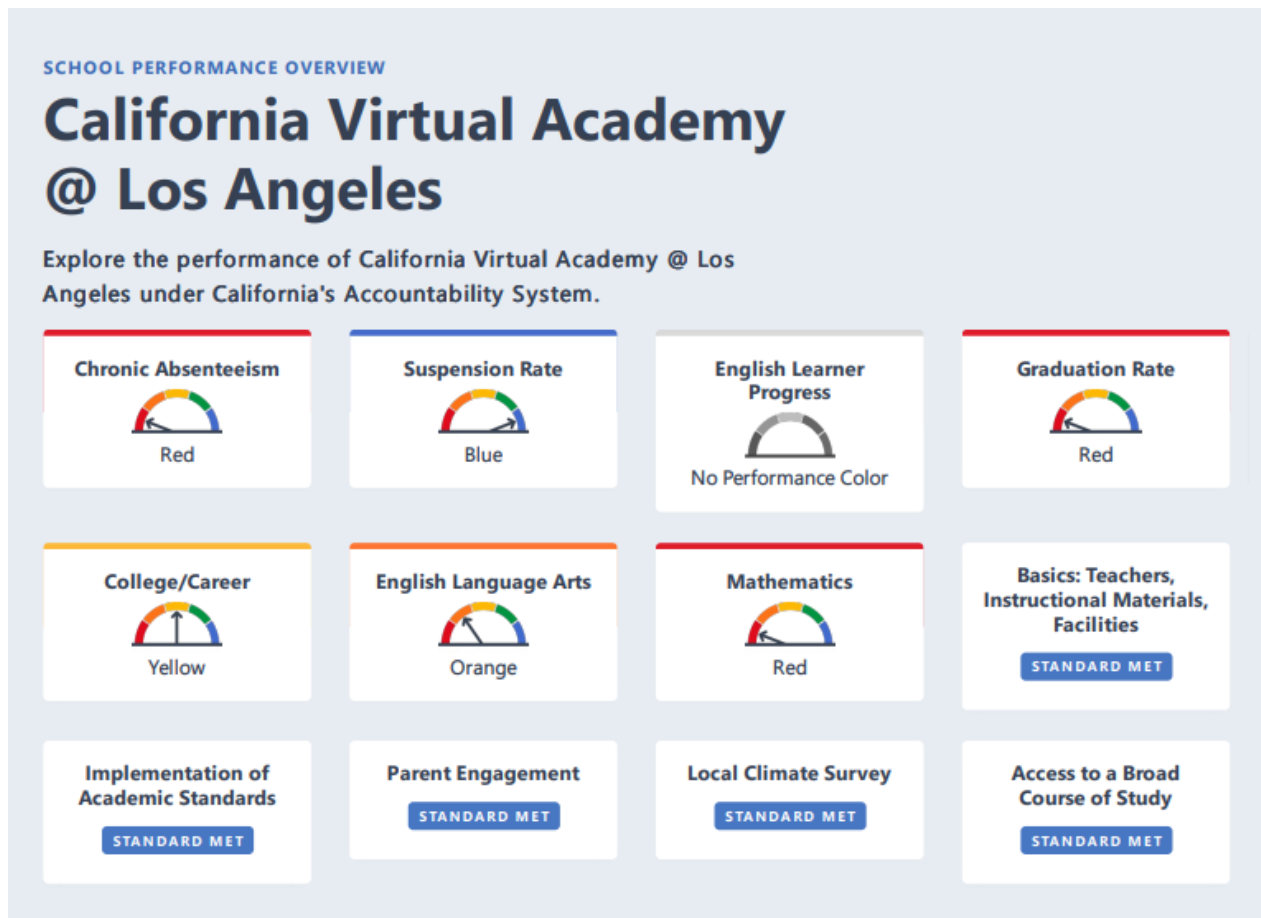 SCHOOL PERFORMANCE OVERVIEW
California Virtual Academy
@ Los Angeles
Explore the performance of California Virtual Academy @ Los
Angeles under California's Accountability System.
Chronic Absenteeism
Red
Suspension Rate
Blue
English Learner
Progress
No Performance Color
Graduation Rate
Red
College/Career
Yellow
English Language Arts
Orange
Mathematics
Red
Basics: Teachers,
Instructional Materials,
Facilities
STANDARD MET
Implementation of
Academic Standards
STANDARD MET
Parent Engagement
STANDARD MET
Local Climate Survey
STANDARD MET
Access to a Broad
Course of Study
STANDARD MET